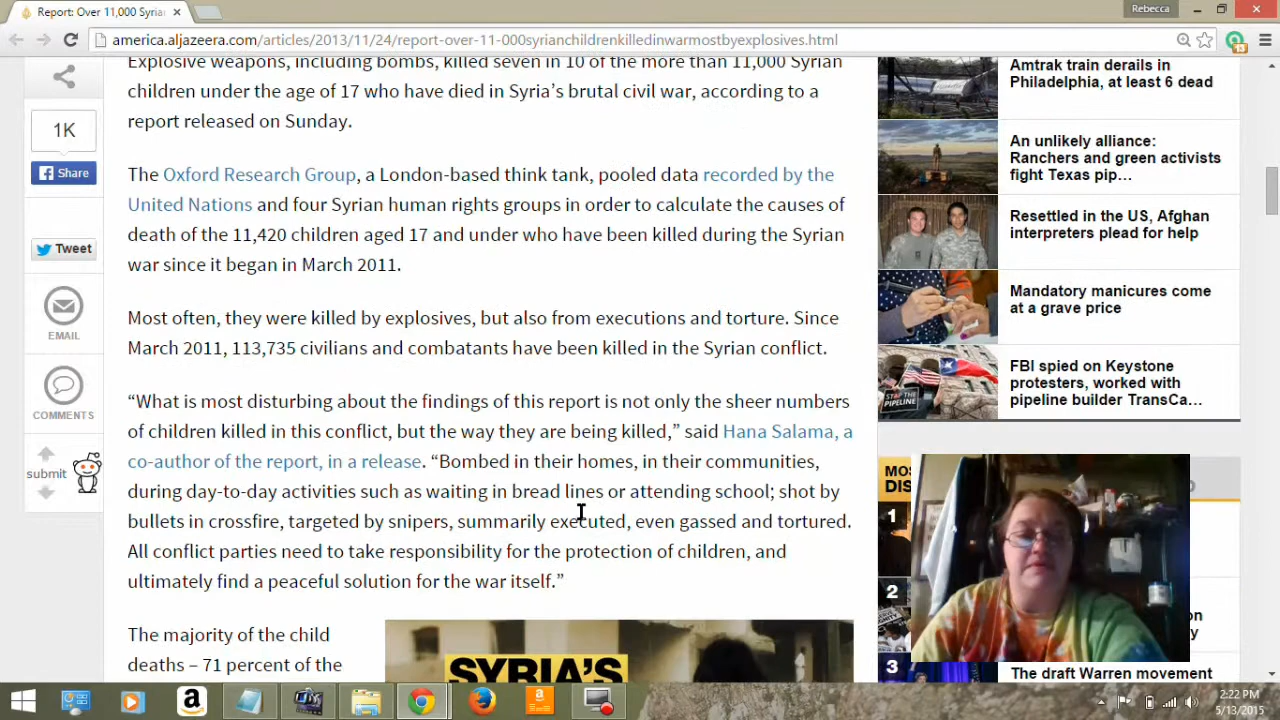 Report: Over 11,000 Syria
Rebecca
america.aljazeera.com/articles/2013/11/24/report-over-11-000syrianchildrenkilledinwarmostbyexplosives.html
13
Explosive weapons, including bombs, killed seven in 10 of the more than 11,000 Syrian
children under the age of 17 who have died in Syria’s brutal civil war, according to a
report released on Sunday.
1K
Share
The Oxford Research Group, a London-based think tank, pooled data recorded by the
United Nations and four Syrian human rights groups in order to calculate the causes of
death of the 11,420 children aged 17 and under who have been killed during the Syrian
war since it began in March 2011.
Tweet
EMAIL
COMMENTS
submit
Most often, they were killed by explosives, but also from executions and torture. Since
March 2011, 113,735 civilians and combatants have been killed in the Syrian conflict.
“What is most disturbing about the findings of this report is not only the sheer numbers
of children killed in this conflict, but the way they are being killed,” said Hana Salama, a
co-author of the report, in a release. “Bombed in their homes, in their communities,
during day-to-day activities such as waiting in bread lines or attending school; shot by
bullets in crossfire, targeted by snipers, summarily executed, even gassed and tortured.
All conflict parties need to take responsibility for the protection of children, and
ultimately find a peaceful solution for the war itself.”
The majority of the child
deaths – 71 percent of the
SYRIA’S
Amtrak train derails in
Philadelphia, at least 6 dead
An unlikely alliance:
Ranchers and green activists
fight Texas pip…
Resettled in the US, Afghan
interpreters plead for help
Mandatory manicures come
at a grave price
FBI spied on Keystone
protesters, worked with
pipeline builder TransCa…
STOP THE
PIPELINE
MOS
DIS
1
2
3
The draft Warren movement
2:22 PM
5/13/2015